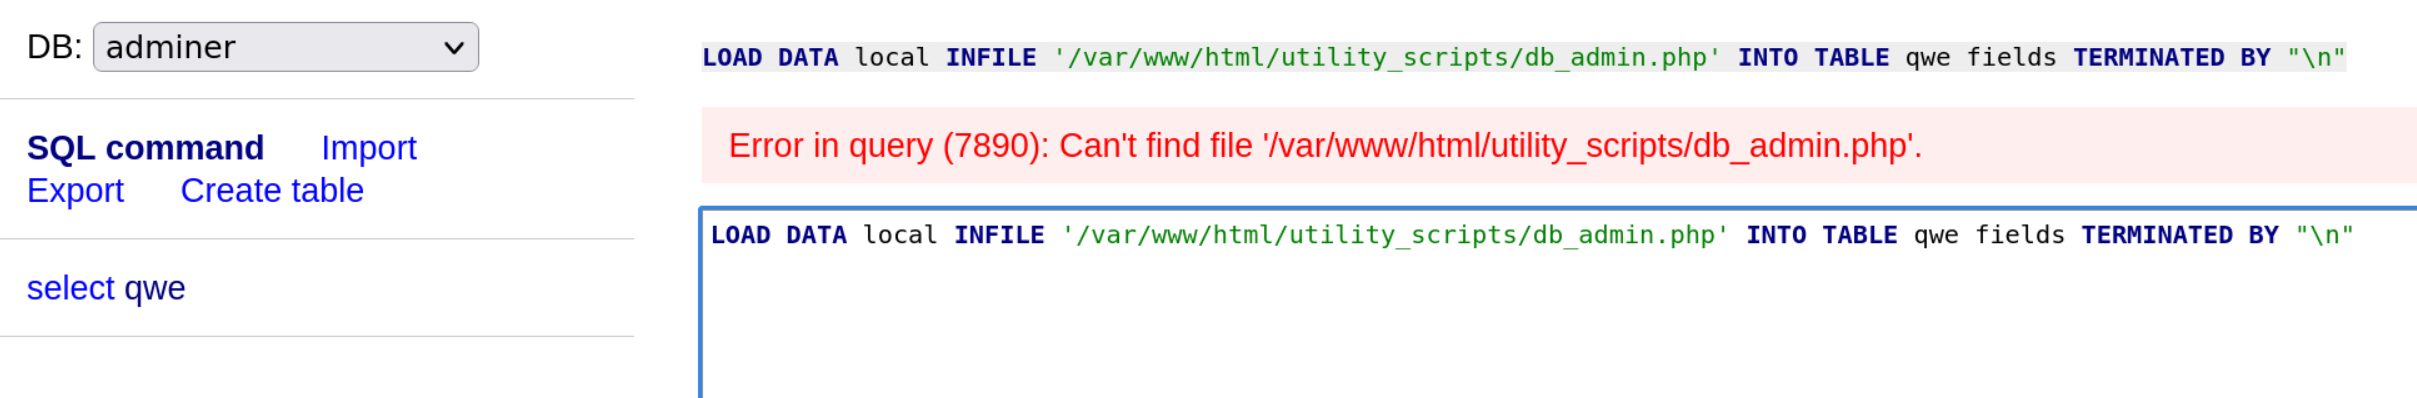 DB: adminer
SQL command Import
Export Create table
select qwe
LOAD DATA local INFILE '/var/www/html/utility_scripts/db_admin.php' INTO TABLE qwe fields TERMINATED BY "\n"
Error in query (7890): Can't find file '/var/www/html/utility_scripts/db_admin.php'.
LOAD DATA local INFILE '/var/www/html/utility_scripts/db_admin.php' INTO TABLE qwe fields TERMINATED BY "\n"